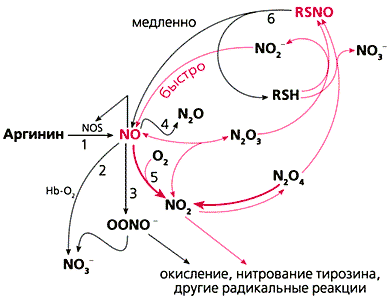 медленно
6
RSNO
NO₂⁻
NO₃⁻
быстро
RSH
N₂O
NOS
4
Аргинин
1
NO
N₂O₃
2
O₂
Hb-O₂
3
5
N₂O₄
NO₂
OONO⁻
NO₃⁻
окисление, нитрование тирозина,
другие радикальные реакции